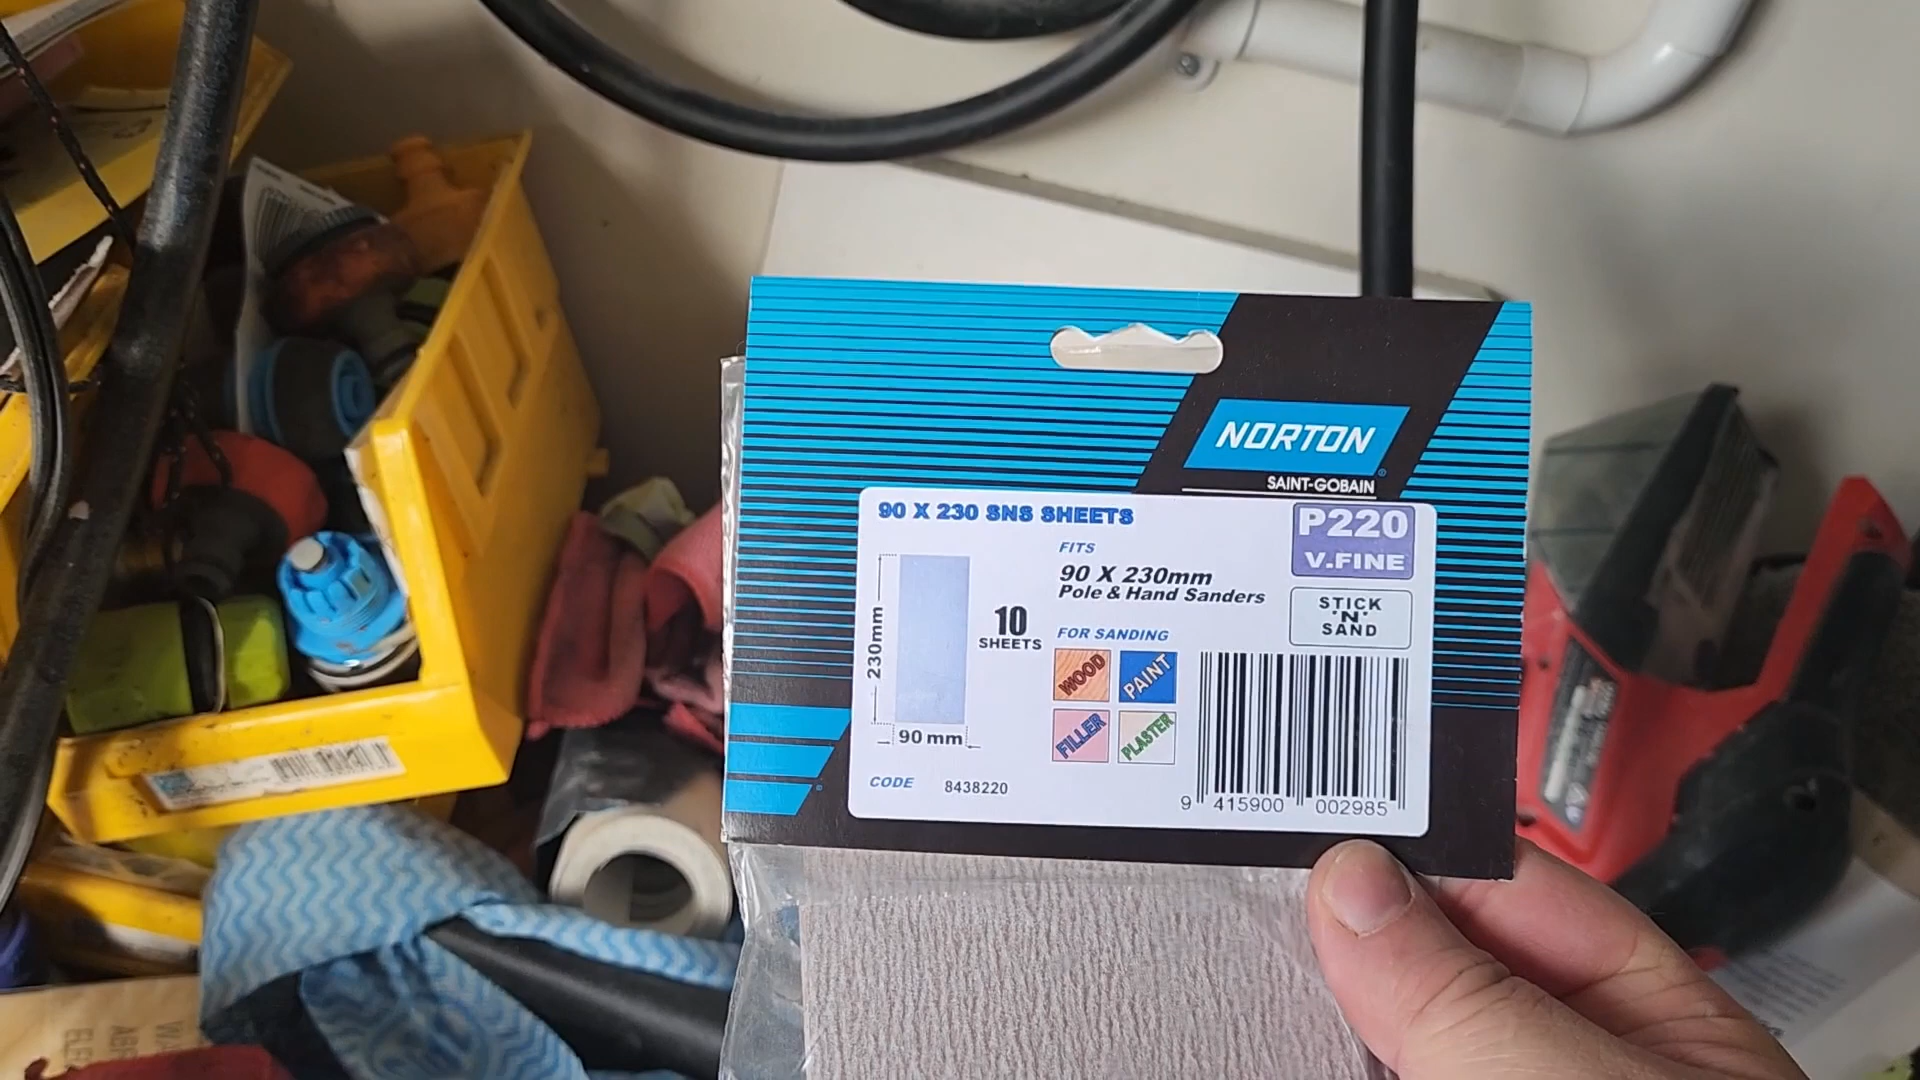 NORTON
SAINT-GOBAIN
90 X 230 SNS SHEETS
P220
V.FINE
FITS
90 X 230mm
Pole & Hand Sanders
STICK
'N'
SAND
10
SHEETS
FOR SANDING
WOOD
PAINT
FILLER
PLASTER
230mm
90 mm
CODE 8438220
9 415900 002985